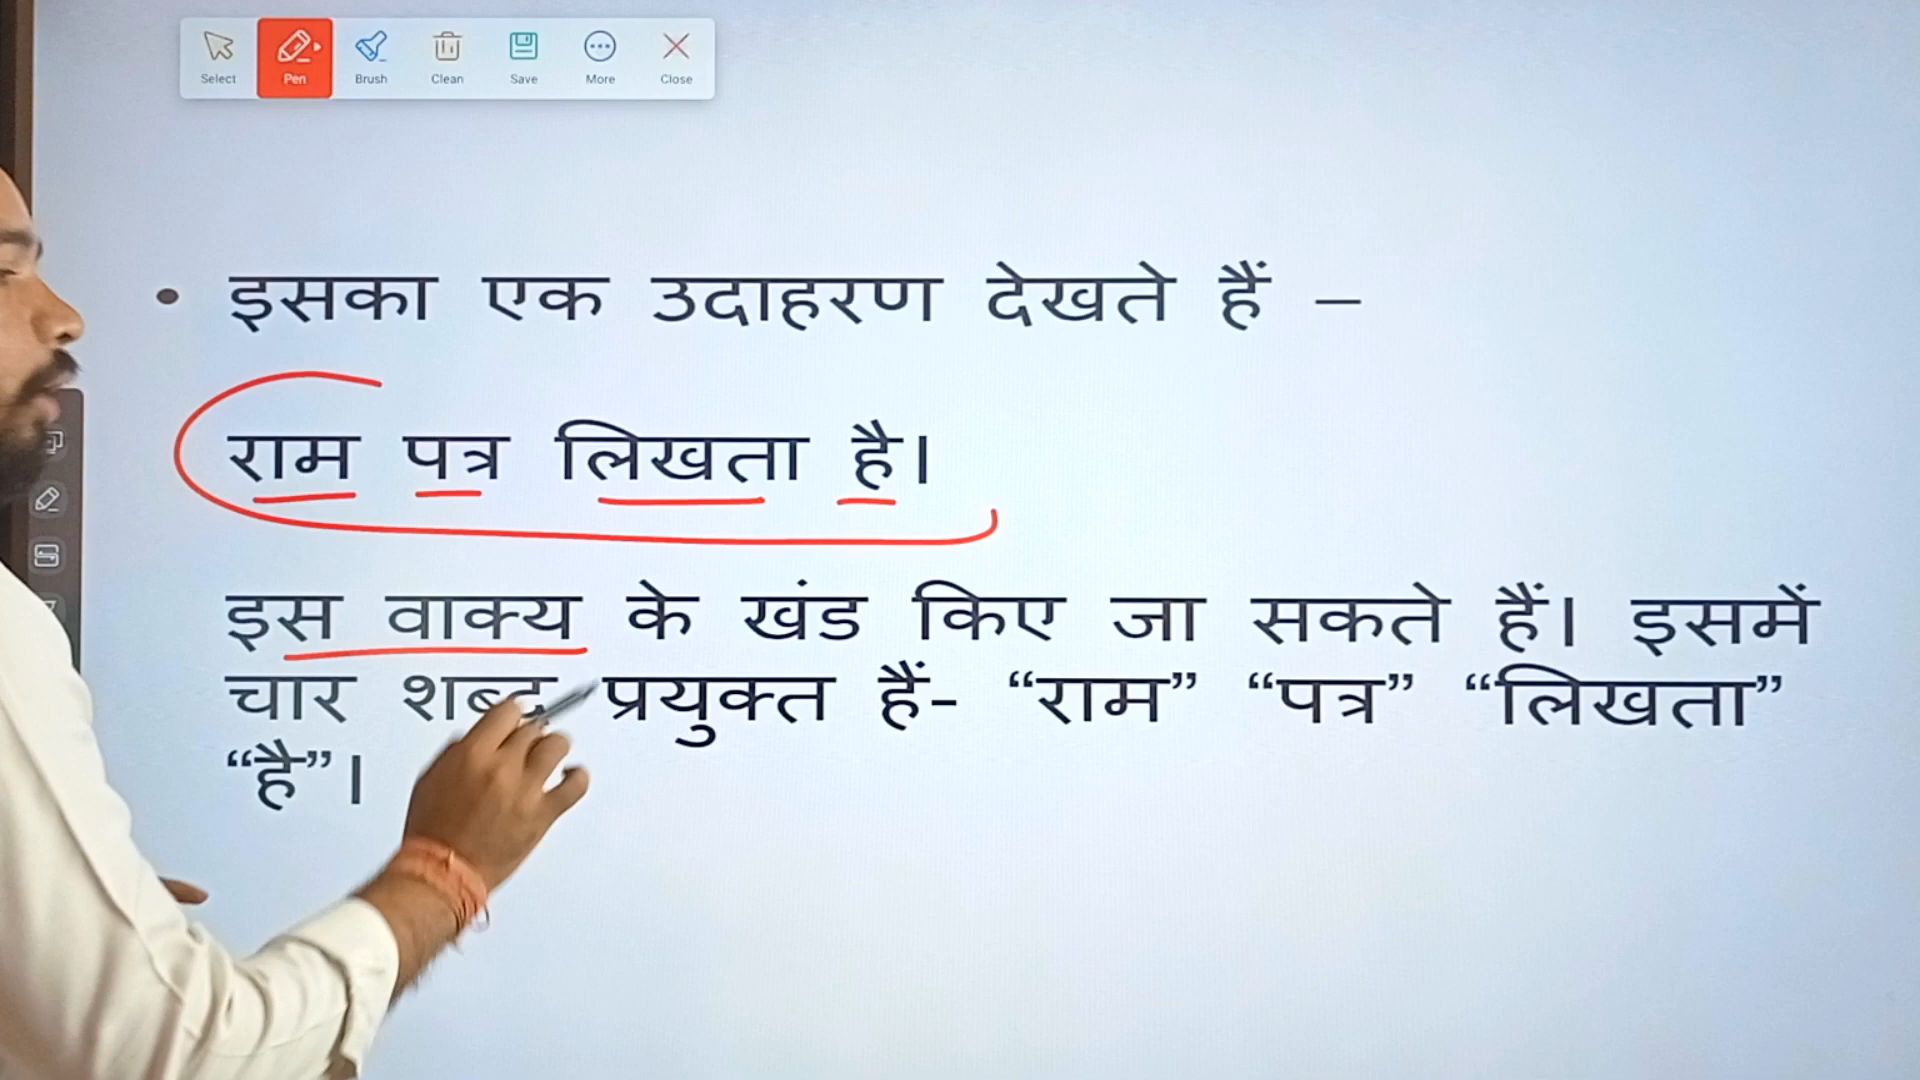 Select Pen Brush Clean Save More Close
• इसका एक उदाहरण देखते हैं –
राम पत्र लिखता है।
इस वाक्य के खंड किए जा सकते हैं। इसमें
चार शब्द प्रयुक्त हैं- “राम” “पत्र” “लिखता”
“है”।